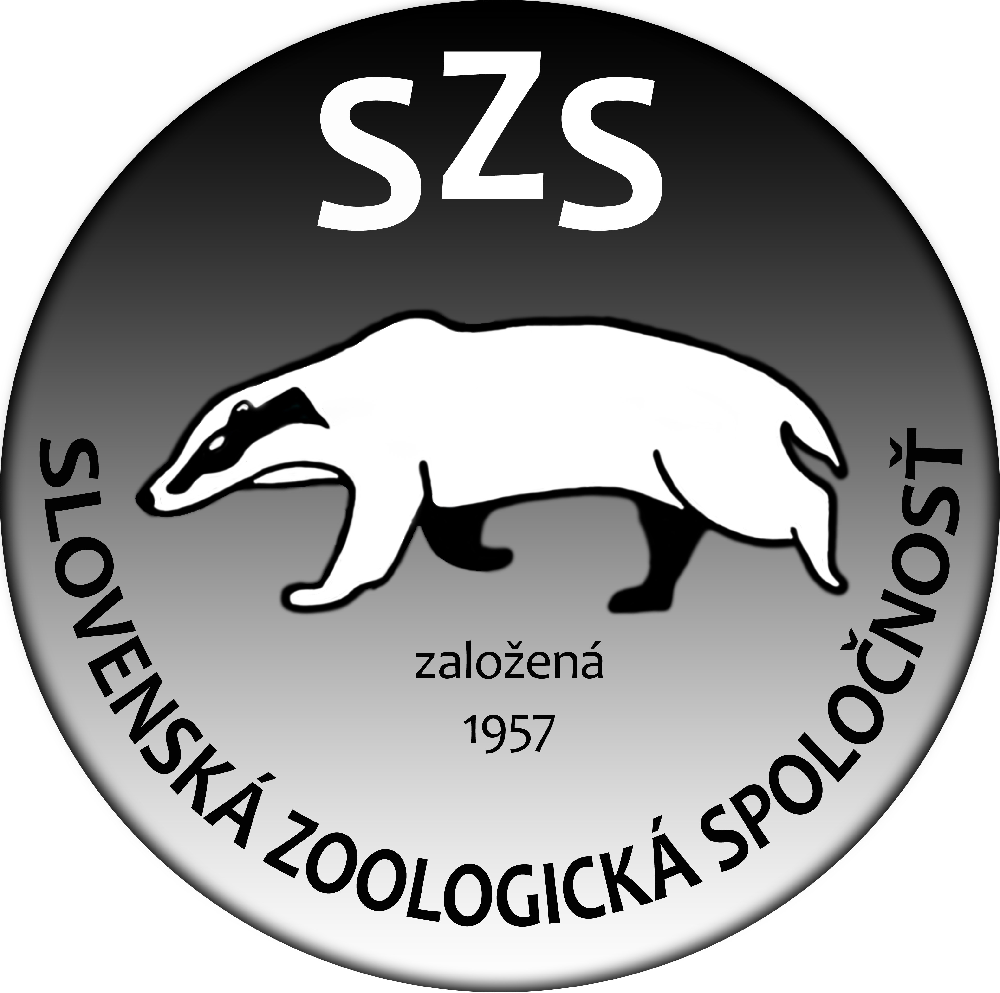 SZS
založená
1957
SLOVENSKÁ ZOOLOGICKÁ SPOLOČNOSŤ